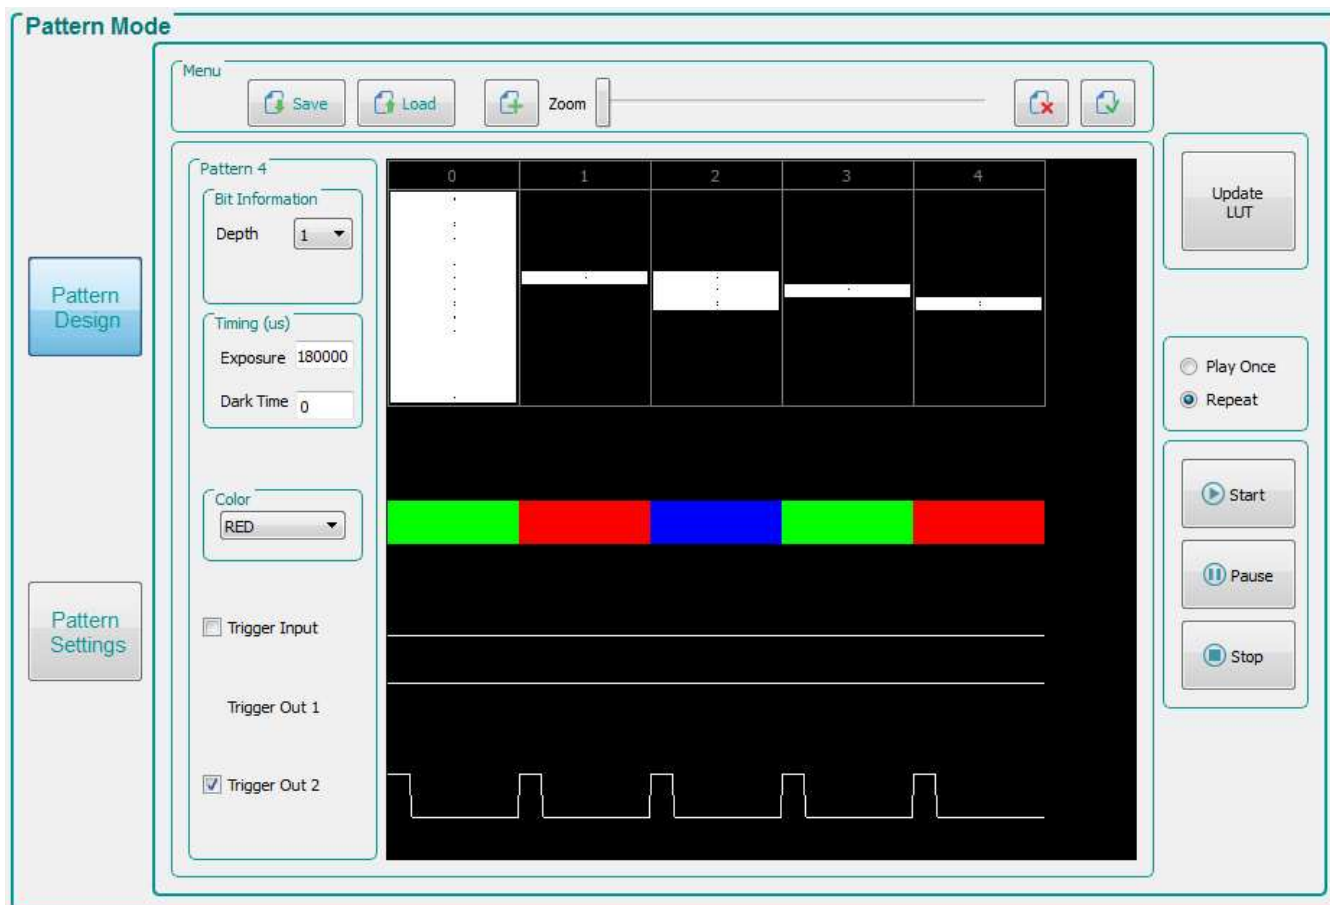 Pattern Mode
Menu
Save
Load
Zoom
Pattern 4
Bit Information
Depth
1
Timing (us)
Exposure 180000
Dark Time 0
Color
RED
Trigger Input
Trigger Out 1
Trigger Out 2
0 1 2 3 4
Pattern
Design
Pattern
Settings
Update
LUT
Play Once
Repeat
Start
Pause
Stop